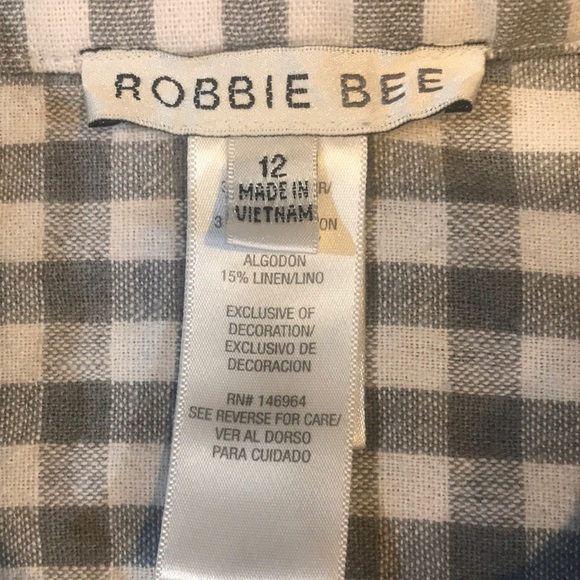 ROBBIE BEE
12
MADE IN
VIETNAM
ALGODON
15% LINEN/LINO
EXCLUSIVE OF
DECORATION/
EXCLUSIVO DE
DECORACION
RN# 146964
SEE REVERSE FOR CARE/
VER AL DORSO
PARA CUIDADO